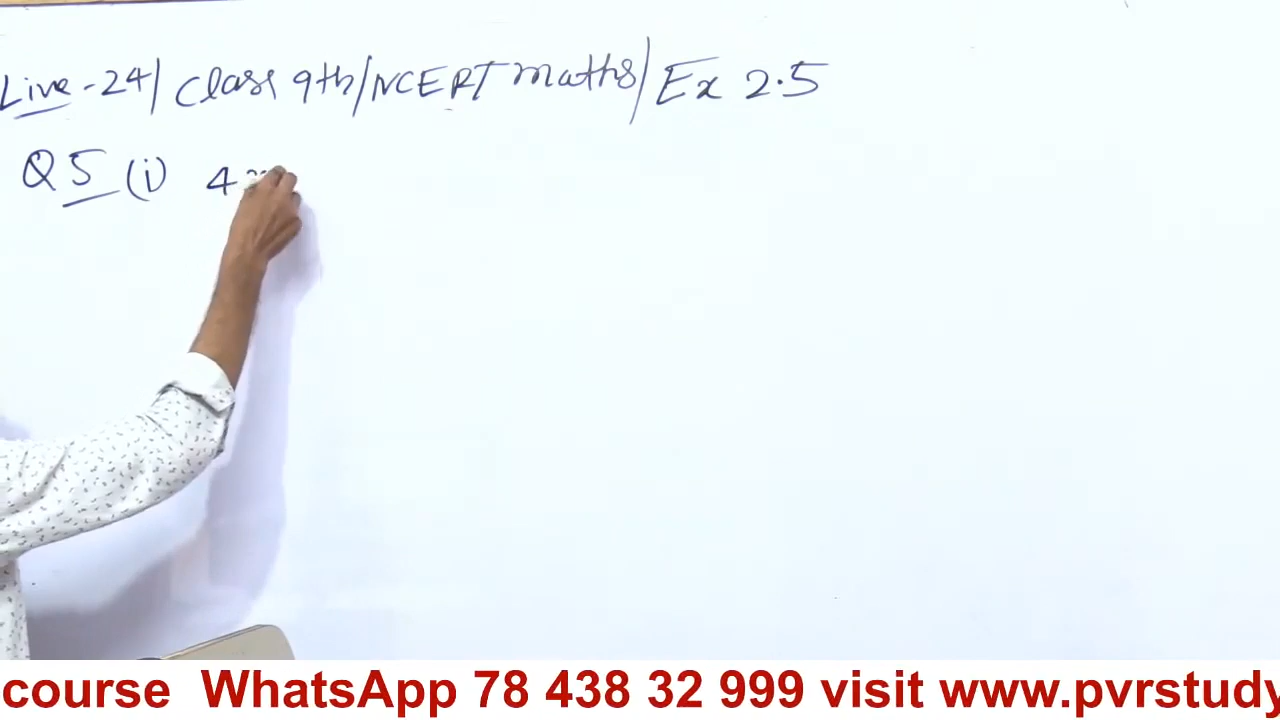 Live - 24 / Class 9th / NCERT maths / Ex 2.5
Q 5 (i) 4
course WhatsApp 78 438 32 999 visit www.pvrstudy